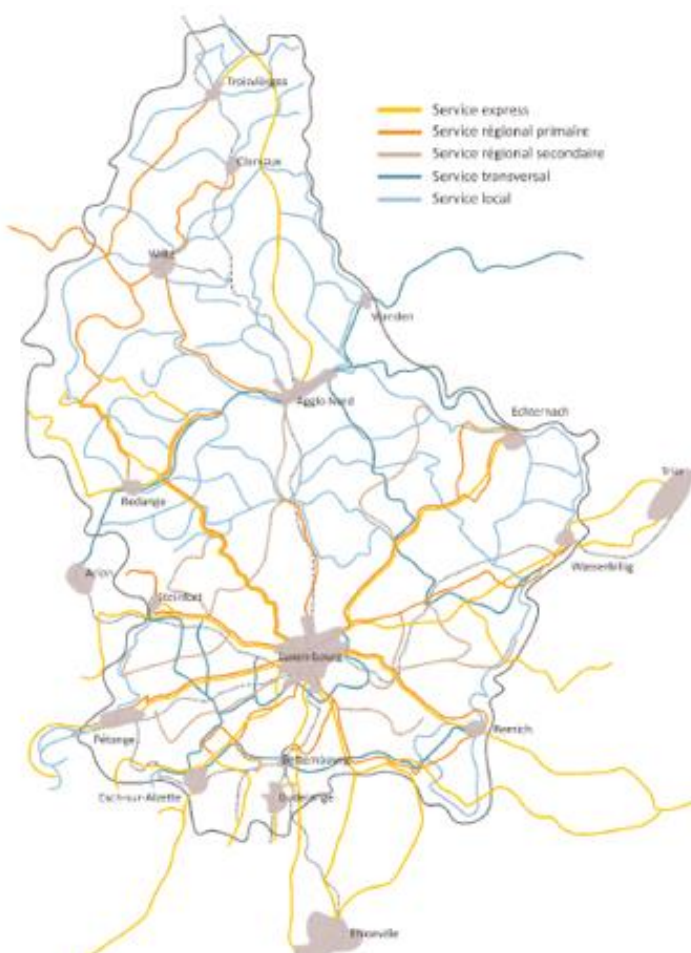 Troisvierges
Service express
Service régional primaire
Service régional secondaire
Service transversal
Service local
Clervaux
Wiltz
Vianden
Agglo Nord
Echternach
Trier
Redange
Wasserbillig
Arlon
Steinfort
Luxembourg
Remich
Pétange
Bettembourg
Esch-sur-Alzette
Dudelange
Thionville